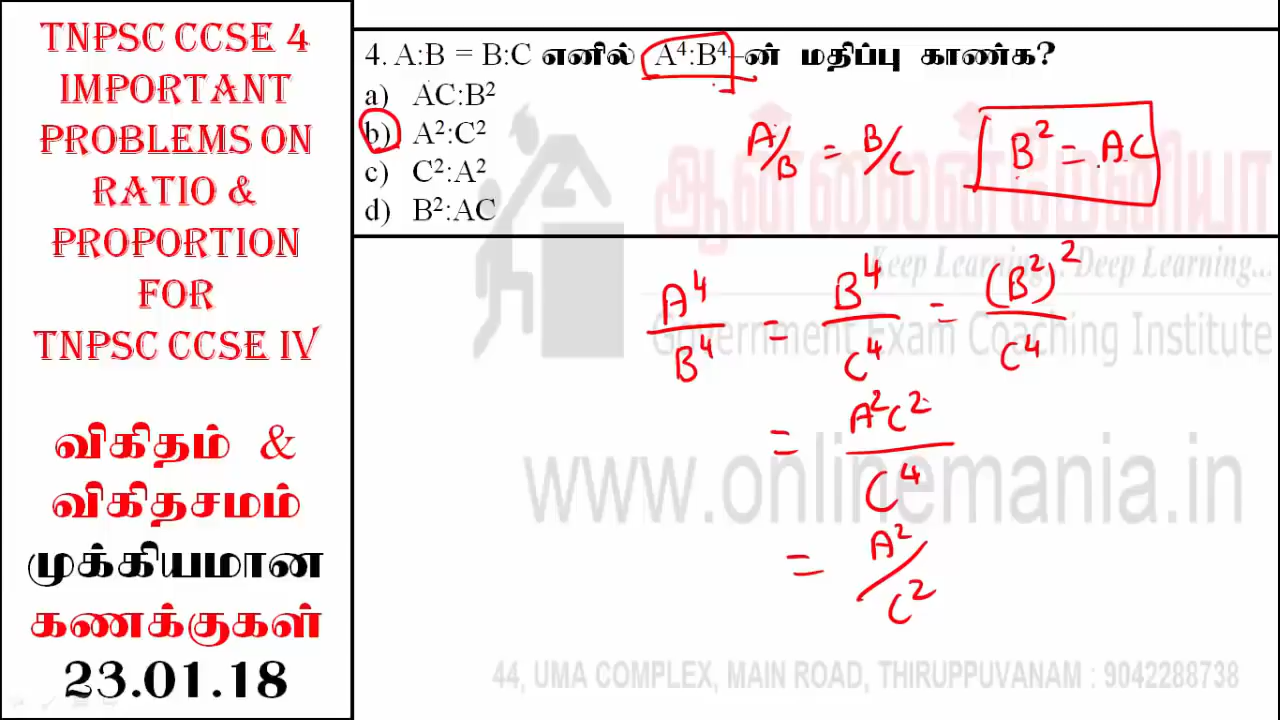 TNPSC CCSE 4
IMPORTANT
PROBLEMS ON
RATIO &
PROPORTION
FOR
TNPSC CCSE IV
விகிதம் &
விகிதசமம்
முக்கியமான
கணக்குகள்
23.01.18
4. A:B = B:C எனில் A⁴:B⁴-ன் மதிப்பு காண்க?
a) AC:B²
b) A²:C²
c) C²:A²
d) B²:AC
A/B = B/C B² = AC
A⁴/B⁴ = B⁴/C⁴ = (B²)²/C⁴
= A²C²/C⁴
= A²/C²
ஆன்லைன்மேனியா
Keep Learning... Deep Learning...
Government Exam Coaching Institute
www.onlinemania.in
44, UMA COMPLEX, MAIN ROAD, THIRUPPUVANAM : 9042288738